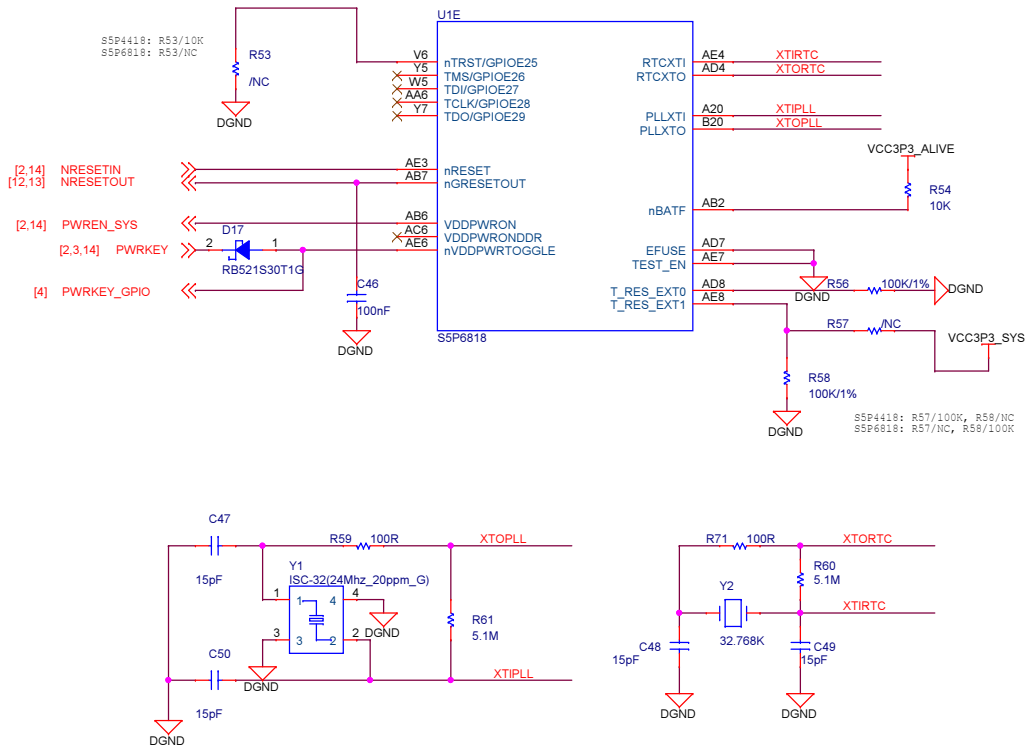 U1E
S5P4418: R53/10K
S5P6818: R53/NC
R53
/NC
DGND
V6 nTRST/GPIOE25
Y5 TMS/GPIOE26
W5 TDI/GPIOE27
AA6 TCLK/GPIOE28
Y7 TDO/GPIOE29
RTCXTI AE4 XTIRTC
RTCXTO AD4 XTORTC
PLLXTI A20 XTIPLL
PLLXTO B20 XTOPLL
VCC3P3_ALIVE
R54
10K
[2,14] NRESETIN AE3 nRESET
[12,13] NRESETOUT AB7 nGRESETOUT
nBATF AB2
[2,14] PWREN_SYS AB6 VDDPWRON
AC6 VDDPWRONDDR
[2,3,14] PWRKEY 2 D17 1 AE6 nVDDPWRTOGGLE
RB521S30T1G
EFUSE AD7
TEST_EN AE7
DGND
[4] PWRKEY_GPIO
C46
100nF
DGND
T_RES_EXT0 AD8 R56 100K/1% DGND
T_RES_EXT1 AE8
R57 /NC
VCC3P3_SYS
S5P6818
R58
100K/1%
DGND
S5P4418: R57/100K, R58/NC
S5P6818: R57/NC, R58/100K
C47
15pF
R59 100R XTOPLL
Y1
ISC-32(24Mhz_20ppm_G)
1 1 4 4
DGND
3 3 2 2
DGND
R61
5.1M
C50
15pF
XTIPLL
DGND
R71 100R XTORTC
R60
5.1M
Y2
32.768K
XTIRTC
C48
15pF
C49
15pF
DGND
DGND